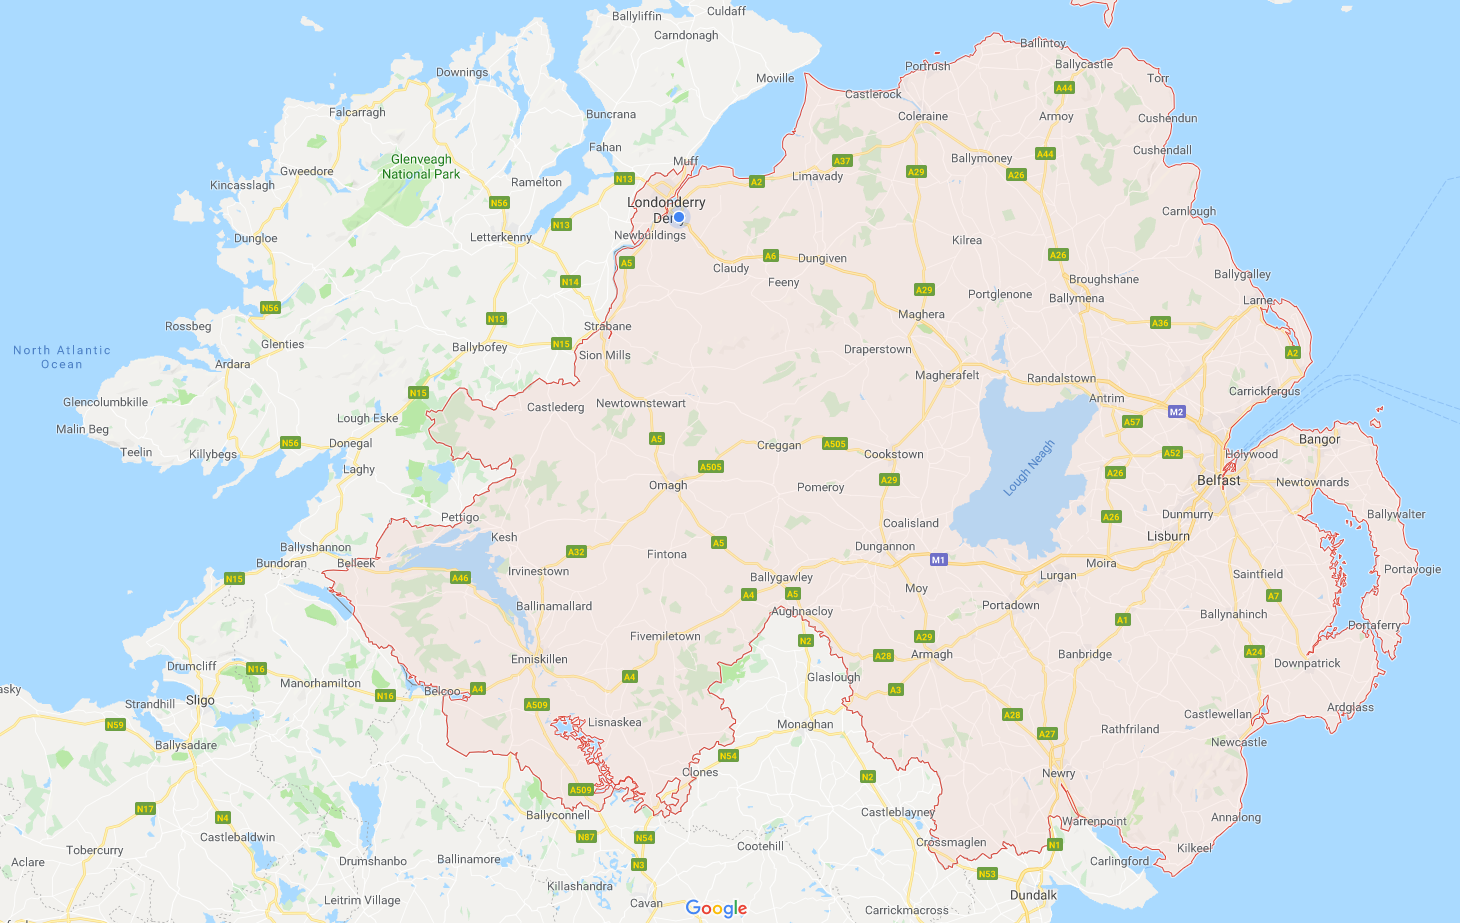 Culdaff
Ballyliffin
Carndonagh
Ballintoy
Portrush
Ballycastle
Downings
Moville
Torr
A44
Castlerock
Falcarragh
Buncrana
Coleraine
Armoy
Cushendun
Fahan
Muff
Glenveagh
National Park
A37
Ballymoney
A44
Cushendall
Gweedore
Kincasslagh
Ramelton
N13
A2
Limavady
A29
A26
N56
Londonderry
Carnlough
Dungloe
Letterkenny
N13
Newbuildings
Kilrea
A5
Claudy
A6
Dungiven
A26
Ballygalley
Feeny
N14
A29
Portglenone
Broughshane
Ballymena
Larne
N56
Rossbeg
N13
Strabane
Maghera
A36
North Atlantic
Ocean
Glenties
Ballybofey
N15
Sion Mills
Draperstown
A2
Ardara
Magherafelt
Randalstown
Carrickfergus
N15
Glencolumbkille
Malin Beg
Lough Eske
Castlederg
Newtownstewart
Antrim
M2
A57
Teelin
Killybegs
N56
Donegal
A5
Creggan
A505
Cookstown
A52
Holywood
Bangor
Laghy
A505
Omagh
A29
Pomeroy
Lough Neagh
A26
Belfast
Newtownards
Pettigo
Coalisland
A26
Dunmurry
Ballywalter
Kesh
A5
Lisburn
Ballyshannon
Bundoran
Belleek
A32
Fintona
Dungannon
M1
Moira
N15
A46
Irvinestown
Ballygawley
Moy
Lurgan
Saintfield
Portavogie
Ballinamallard
A4
A5
Aughnacloy
Portadown
A1
Ballynahinch
A7
Fivemiletown
N2
A29
Portaferry
Drumcliff
N16
Enniskillen
A28
Armagh
Banbridge
A24
Downpatrick
Manorhamilton
N16
Belcoo
A4
A4
Glaslough
A3
Strandhill
Sligo
A509
Lisnaskea
Monaghan
A28
Castlewellan
Ardglass
N59
Ballysadare
A27
Rathfriland
Newcastle
N54
Clones
N2
Newry
A509
N17
N4
Ballyconnell
Castleblayney
Warrenpoint
Annalong
Castlebaldwin
N87
N54
Cootehill
Crossmaglen
N1
Kilkeel
Tobercurry
Aclare
Drumshanbo
Ballinamore
N3
N53
Carlingford
Killashandra
Dundalk
Leitrim Village
Cavan
Google
Carrickmacross